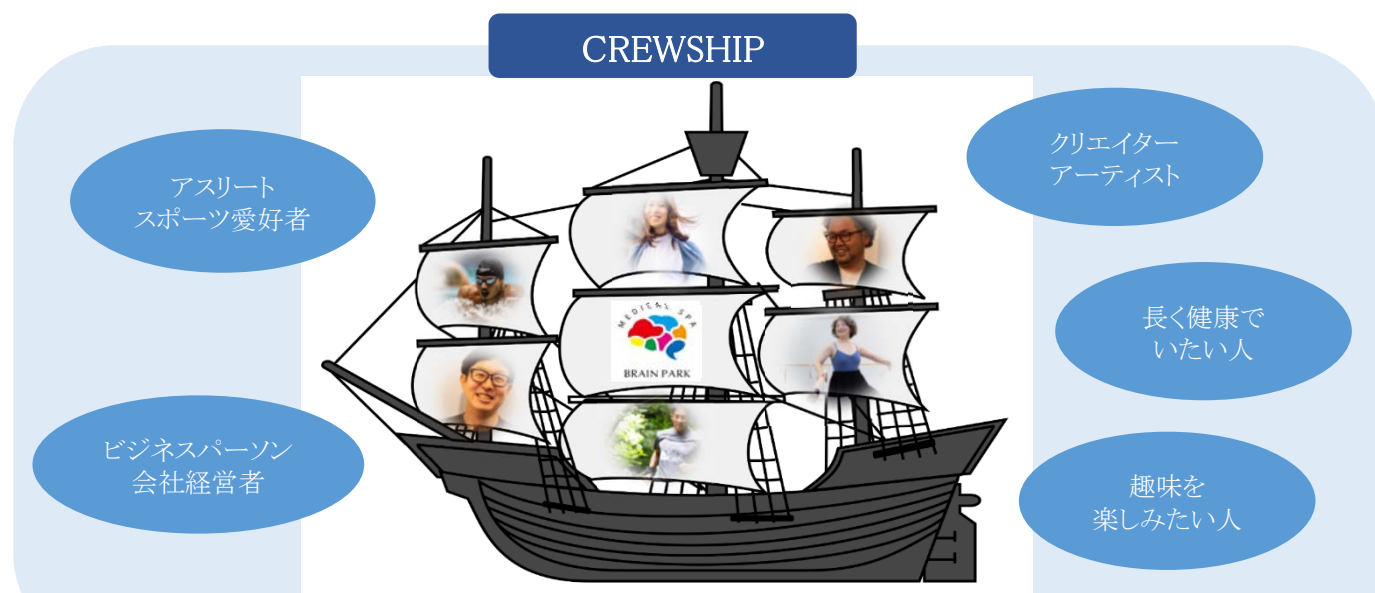 CREWSHIP
アスリート
スポーツ愛好者
クリエイター
アーティスト
MEDICAL SPA
BRAIN PARK
長く健康で
いたい人
ビジネスパーソン
会社経営者
趣味を
楽しみたい人